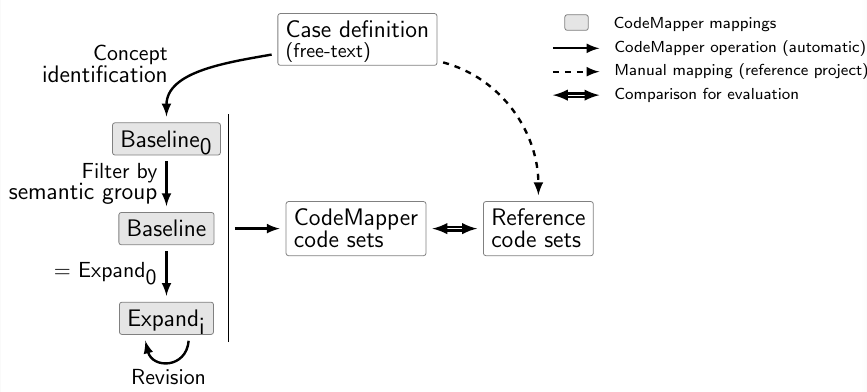 Case definition
(free-text)
CodeMapper mappings
CodeMapper operation (automatic)
Manual mapping (reference project)
Comparison for evaluation
Concept
identification
Baseline0
Filter by
semantic group
Baseline
= Expand0
Expandi
Revision
CodeMapper
code sets
Reference
code sets